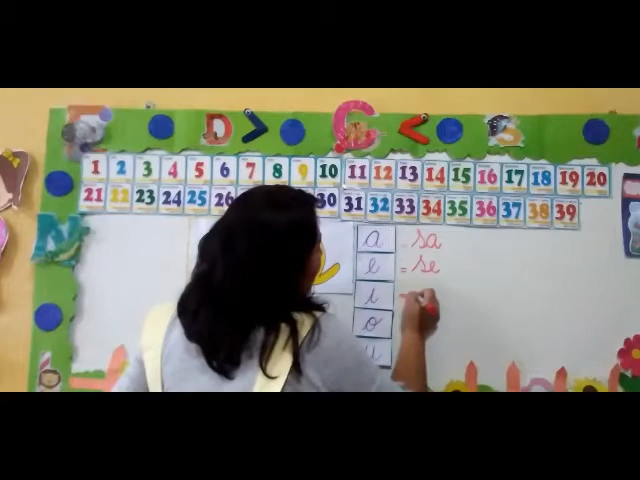 D > C <
1 2 3 4 5 6 7 8 9 10 11 12 13 14 15 16 17 18 19 20
21 22 23 24 25 26 30 31 32 33 34 35 36 37 38 39
a = sa
e = se
i
o
u